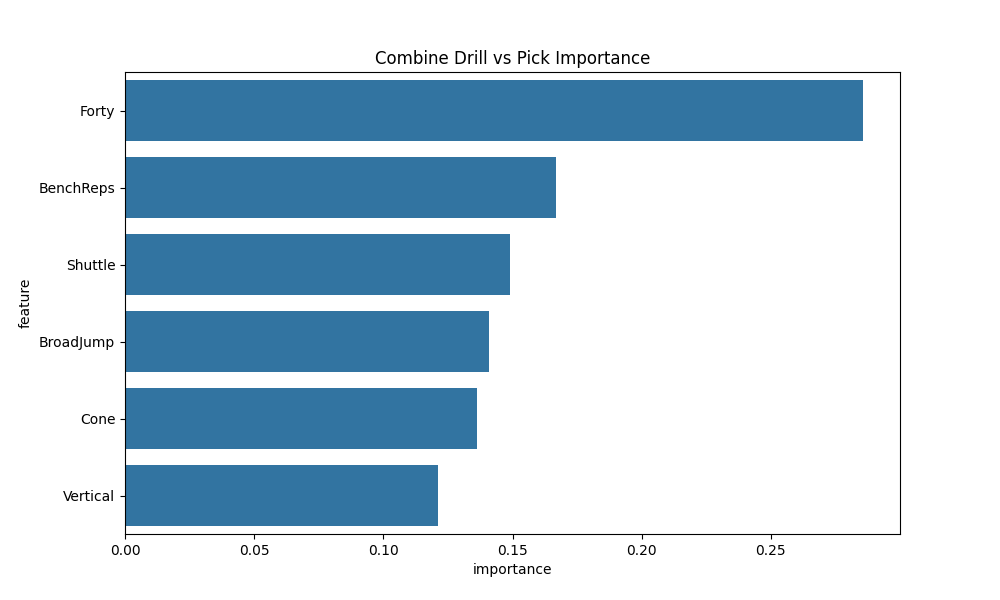 Combine Drill vs Pick Importance
Forty
BenchReps
Shuttle
BroadJump
Cone
Vertical
feature
0.00 0.05 0.10 0.15 0.20 0.25
importance